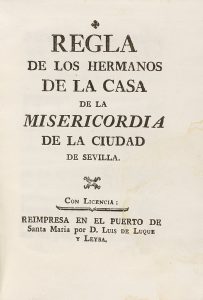 REGLA
DE LOS HERMANOS
DE LA CASA
DE LA
MISERICORDIA
DE LA CIUDAD
DE SEVILLA.
CON LICENCIA:
REIMPRESA EN EL PUERTO DE
Santa Maria por D. LUIS DE LUQUE
Y LEYBA.